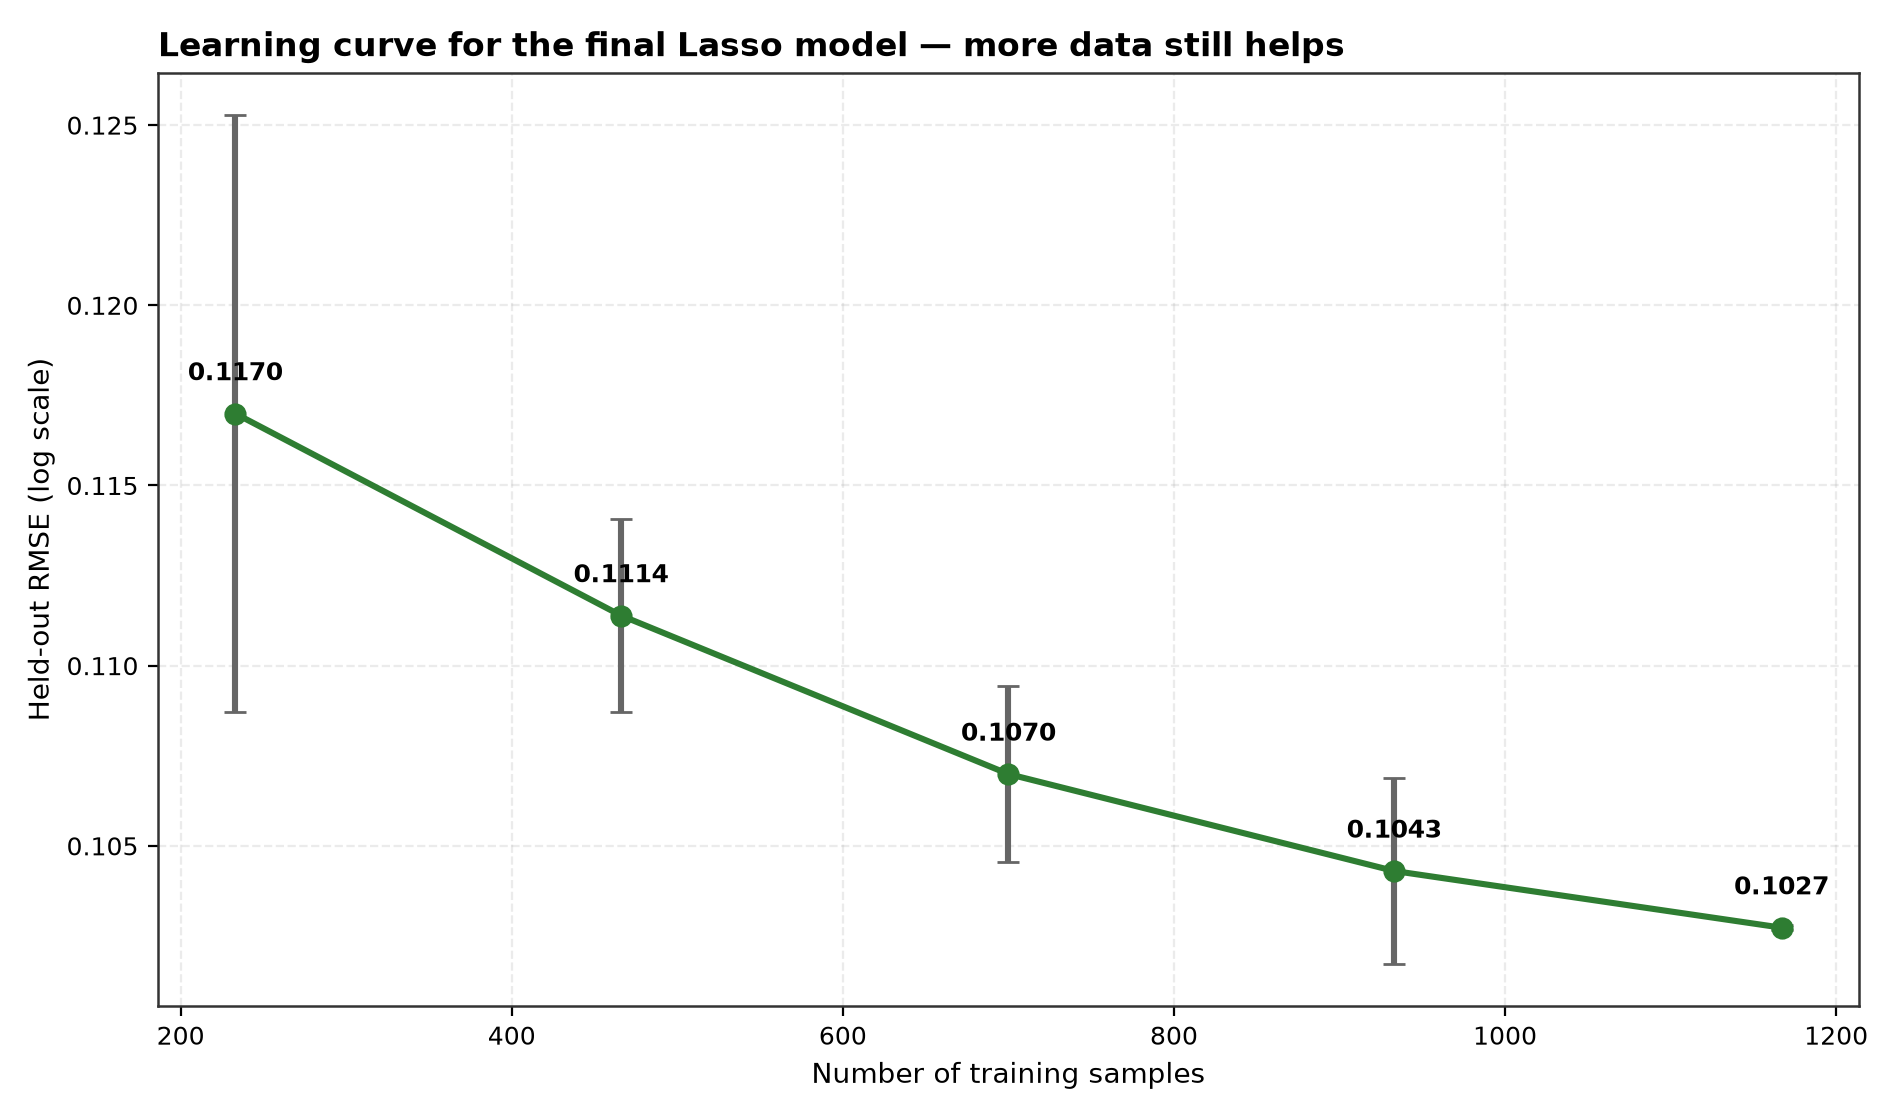 Learning curve for the final Lasso model — more data still helps
Held-out RMSE (log scale)
0.125
0.120
0.115
0.110
0.105
0.1170
0.1114
0.1070
0.1043
0.1027
200 400 600 800 1000 1200
Number of training samples